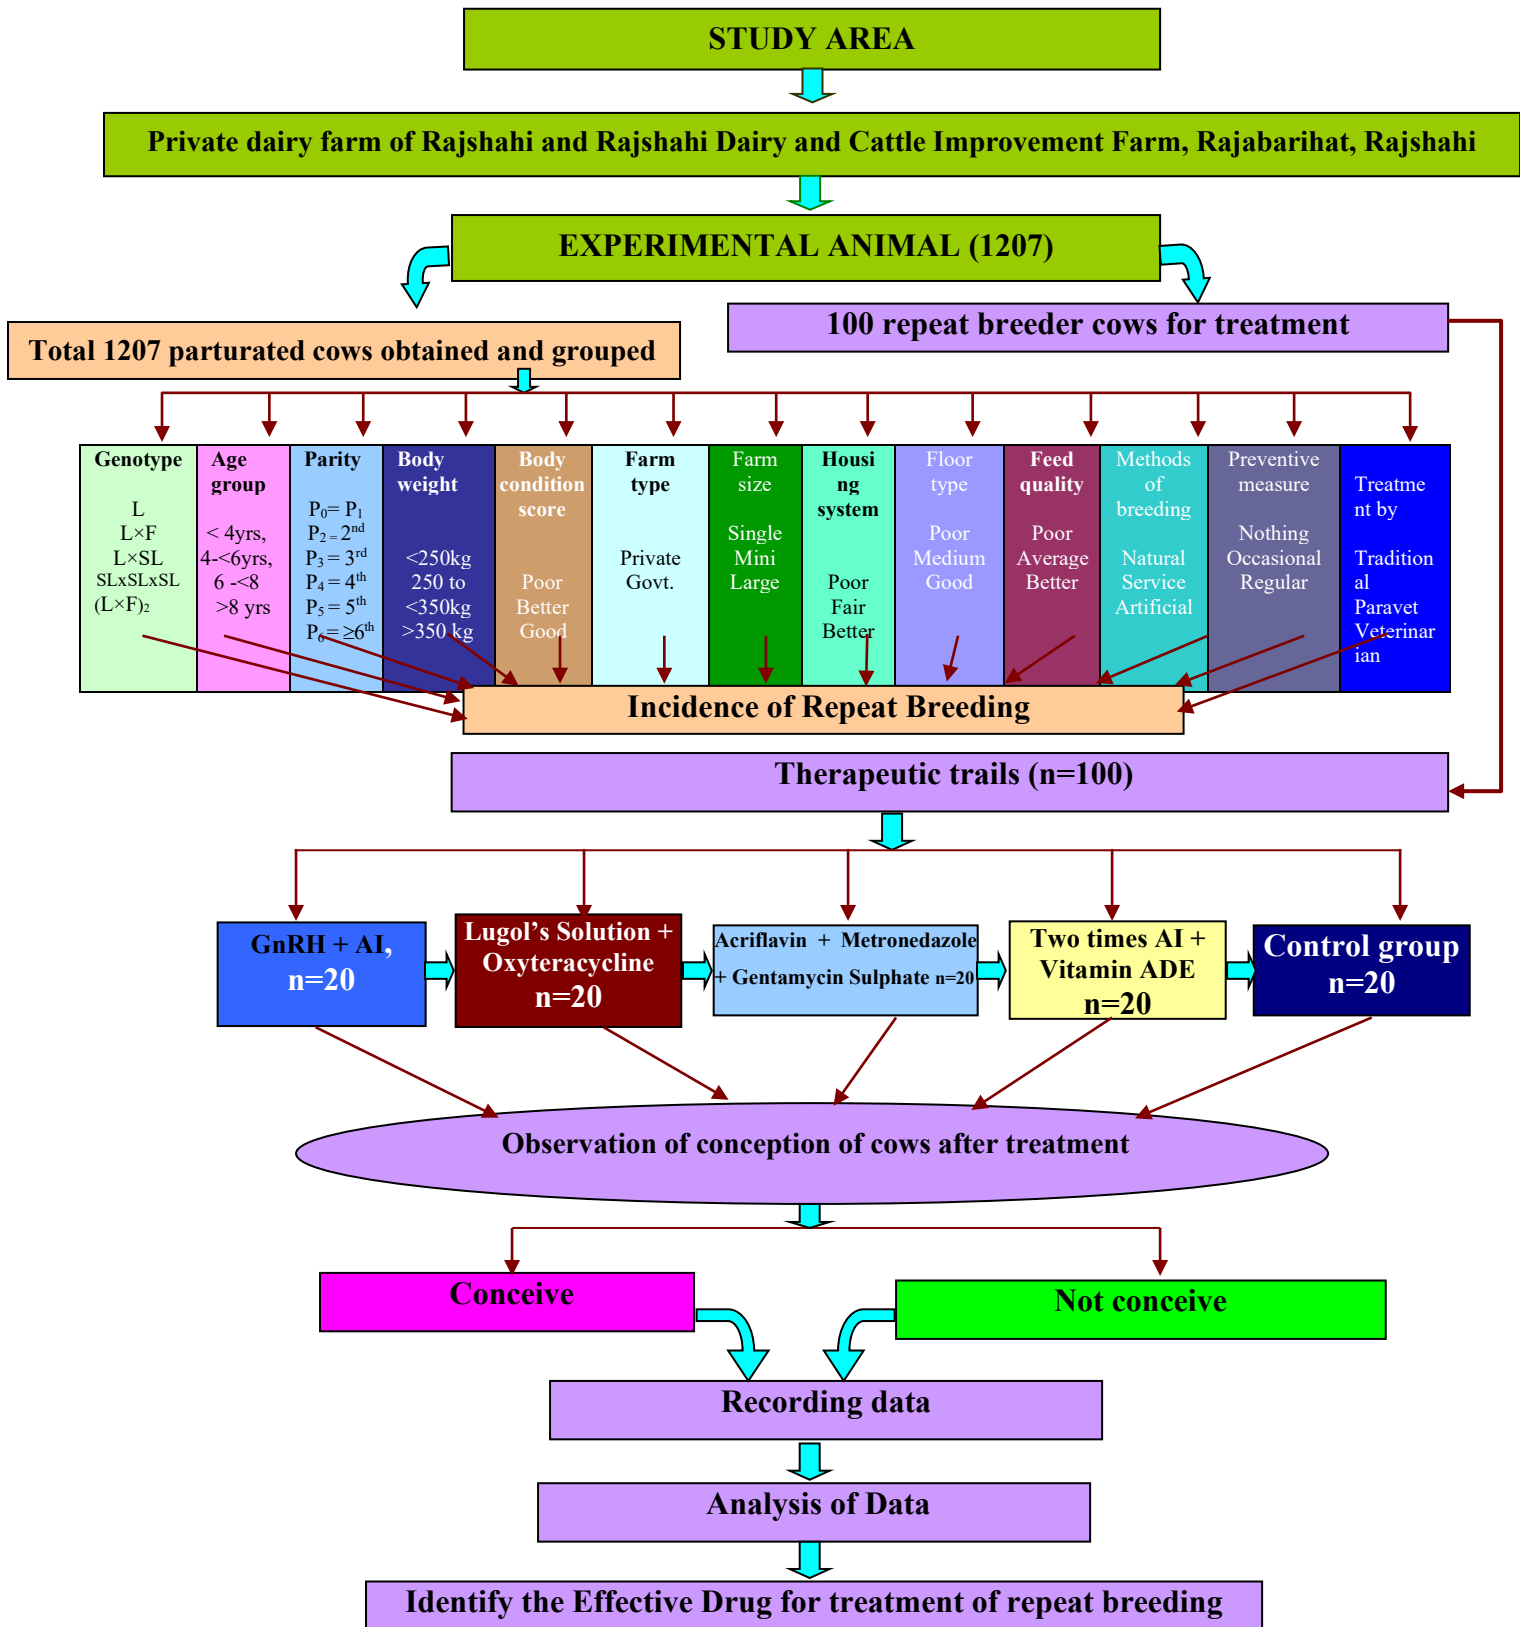 STUDY AREA
Private dairy farm of Rajshahi and Rajshahi Dairy and Cattle Improvement Farm, Rajabarihat, Rajshahi
EXPERIMENTAL ANIMAL (1207)
100 repeat breeder cows for treatment
Total 1207 parturated cows obtained and grouped
Genotype
L
L×F
L×SL
SLxSLxSL
(L×F)₂
Age
group
< 4yrs,
4-<6yrs,
6 -<8
>8 yrs
Parity
P₀= P₁
P₂ = 2ⁿᵈ
P₃ = 3ʳᵈ
P₄ = 4ᵗʰ
P₅ = 5ᵗʰ
P₆ = ≥6ᵗʰ
Body
weight
<250kg
250 to
<350kg
>350 kg
Body
condition
score
Poor
Better
Good
Farm
type
Private
Govt.
Farm
size
Single
Mini
Large
Housi
ng
system
Poor
Fair
Better
Floor
type
Poor
Medium
Good
Feed
quality
Poor
Average
Better
Methods
of
breeding
Natural
Service
Artificial
Preventive
measure
Nothing
Occasional
Regular
Treatme
nt by
Tradition
al
Paravet
Veterinar
ian
Incidence of Repeat Breeding
Therapeutic trails (n=100)
GnRH + AI,
n=20
Lugol’s Solution +
Oxyteracycline
n=20
Acriflavin + Metronedazole
+ Gentamycin Sulphate n=20
Two times AI +
Vitamin ADE
n=20
Control group
n=20
Observation of conception of cows after treatment
Conceive
Not conceive
Recording data
Analysis of Data
Identify the Effective Drug for treatment of repeat breeding